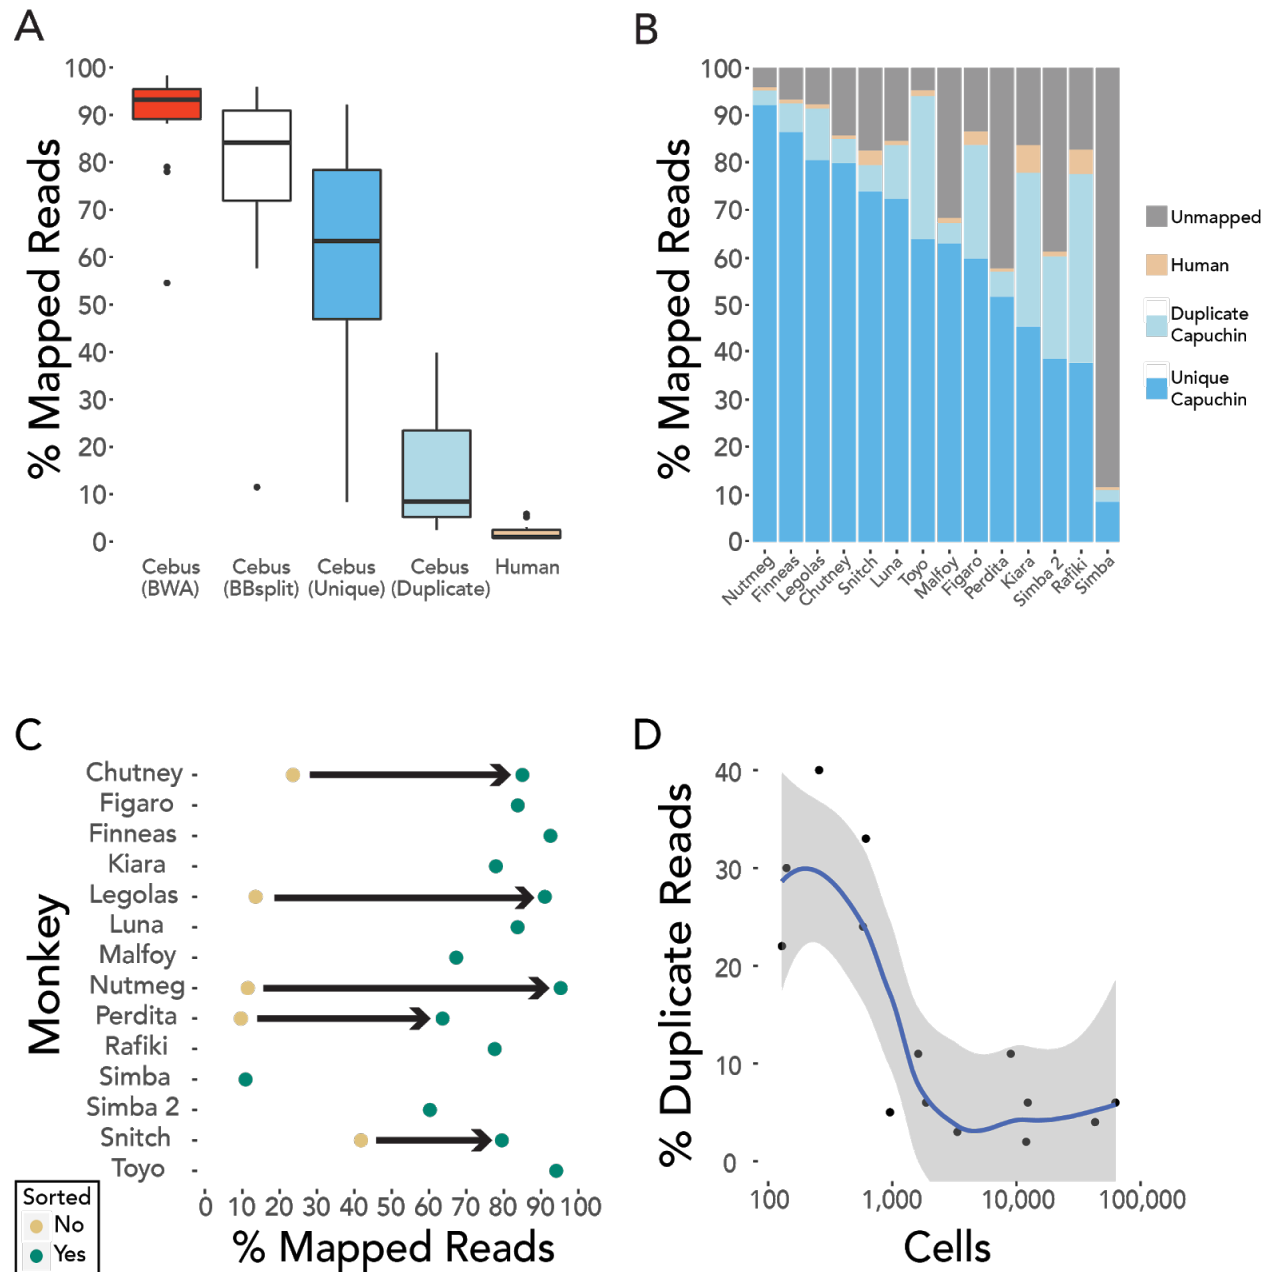 A
% Mapped Reads
100
90
80
70
60
50
40
30
20
10
0
Cebus Cebus Cebus Cebus Human
(BWA) (BBsplit) (Unique) (Duplicate)
B
% Mapped Reads
100
90
80
70
60
50
40
30
20
10
0
Nutmeg
Finneas
Legolas
Chutney
Snitch
Luna
Toyo
Malfoy
Figaro
Perdita
Kiara
Simba 2
Rafiki
Simba
Unmapped
Human
Duplicate
Capuchin
Unique
Capuchin
C
Monkey
Chutney
Figaro
Finneas
Kiara
Legolas
Luna
Malfoy
Nutmeg
Perdita
Rafiki
Simba
Simba 2
Snitch
Toyo
0 10 20 30 40 50 60 70 80 90 100
% Mapped Reads
Sorted
No
Yes
D
% Duplicate Reads
40
30
20
10
0
100 1,000 10,000 100,000
Cells